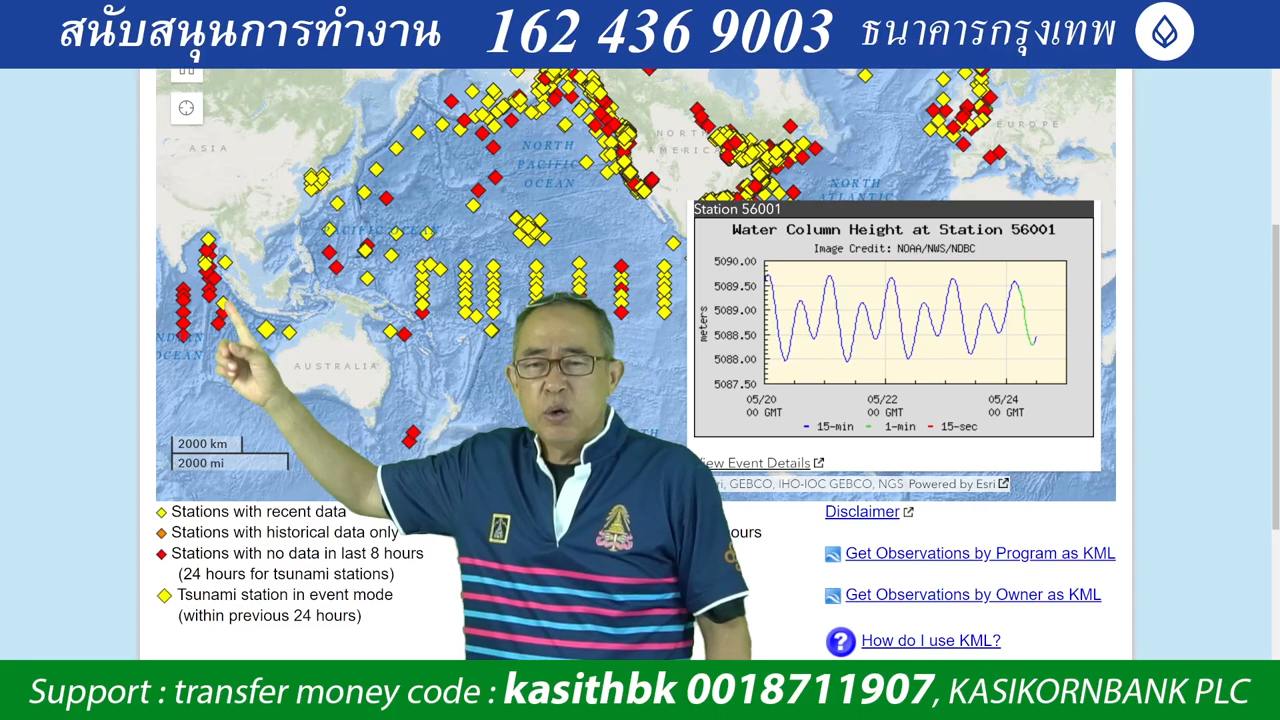 สนับสนุนการทำงาน 162 436 9003 ธนาคารกรุงเทพ
ASIA
NORTH PACIFIC OCEAN
NORTH AMERICA
EUROPE
NORTH ATLANTIC
PACIFIC OCEAN
OCEAN
AUSTRALIA
Station 56001
Water Column Height at Station 56001
Image Credit: NOAA/NWS/NDBC
5090.00
5089.50
5089.00
5088.50
5088.00
5087.50
meters
05/20 05/22 05/24
00 GMT 00 GMT 00 GMT
15-min 1-min 15-sec
2000 km
2000 mi
View Event Details
GEBCO, IHO-IOC GEBCO, NGS Powered by Esri
Stations with recent data
Disclaimer
Stations with historical data only
Stations with no data in last 8 hours
(24 hours for tsunami stations)
Get Observations by Program as KML
Tsunami station in event mode
(within previous 24 hours)
Get Observations by Owner as KML
How do I use KML?
Support : transfer money code : kasithbk 0018711907, KASIKORNBANK PLC